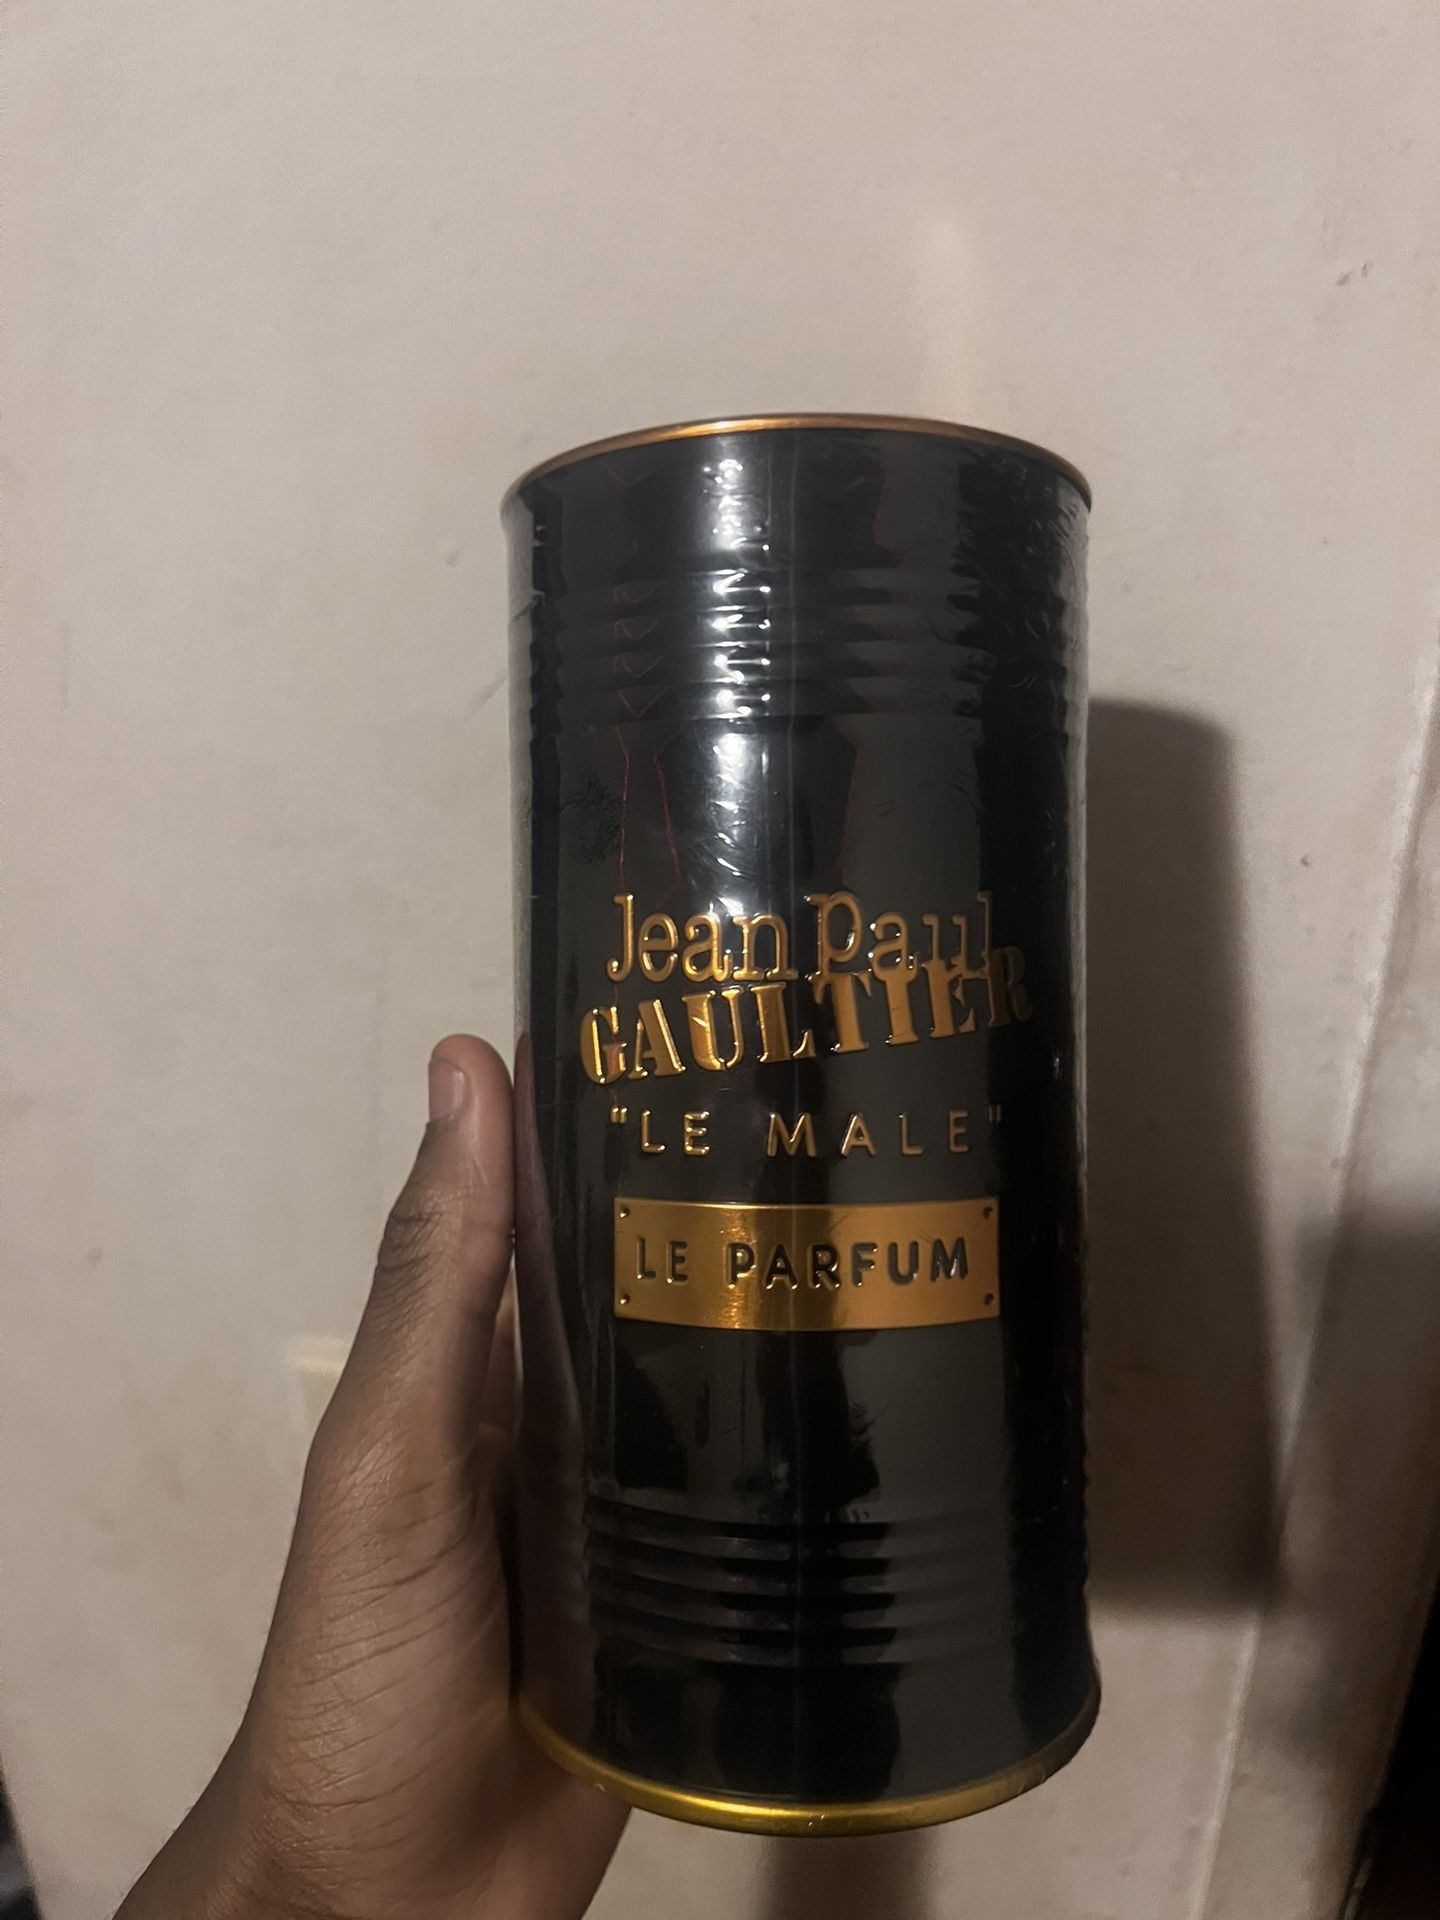 Jean Paul
GAULTIER
"LE MALE"
LE PARFUM